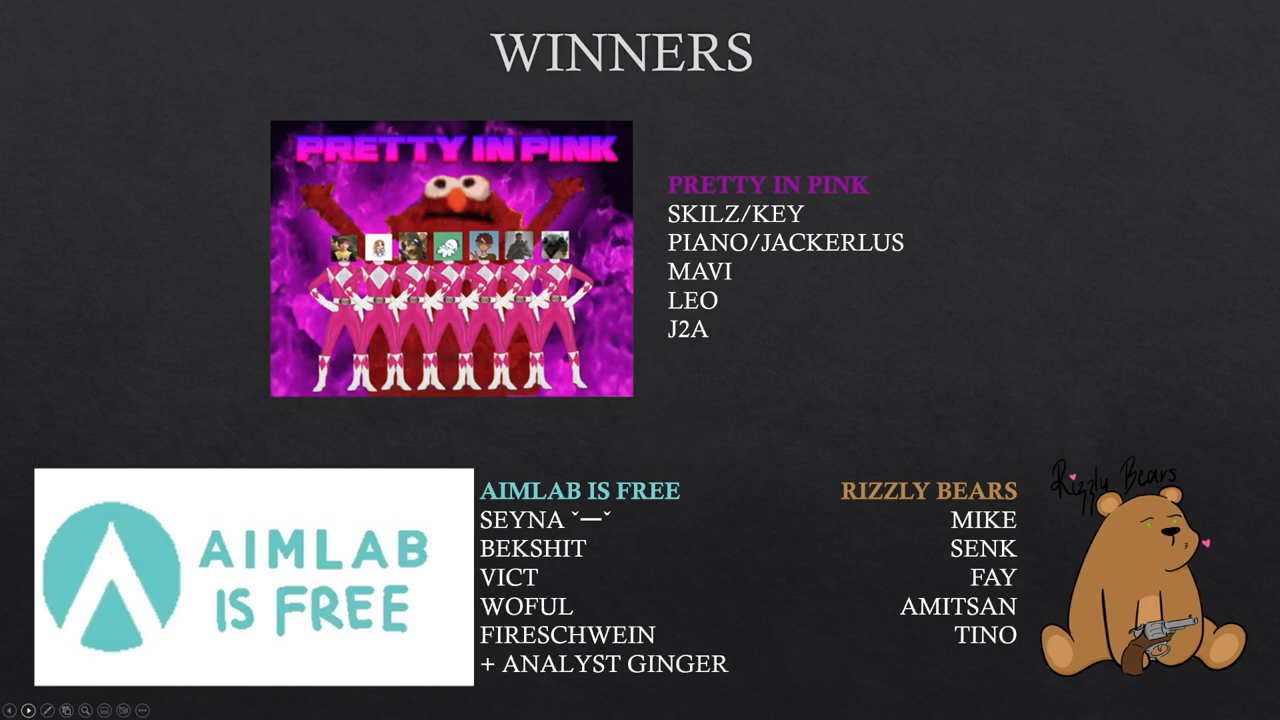 WINNERS
PRETTY IN PINK
PRETTY IN PINK
SKILZ/KEY
PIANO/JACKERLUS
MAVI
LEO
J2A
AIMLAB
IS FREE
AIMLAB IS FREE
SEYNA ˇ—ˇ
BEKSHIT
VICT
WOFUL
FIRESCHWEIN
+ ANALYST GINGER
RIZZLY BEARS
MIKE
SENK
FAY
AMITSAN
TINO
Rizzly Bears